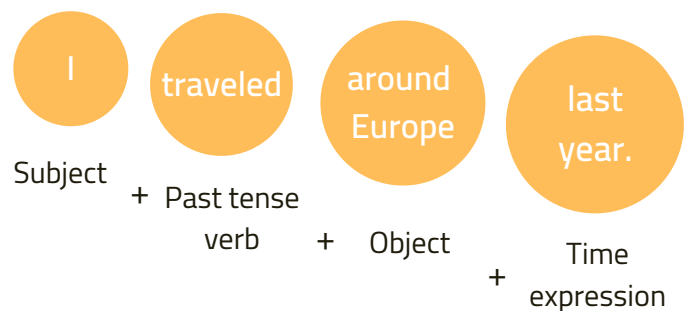 I
traveled
around
Europe
last
year.
Subject
+
Past tense
verb
+
Object
+
Time
expression